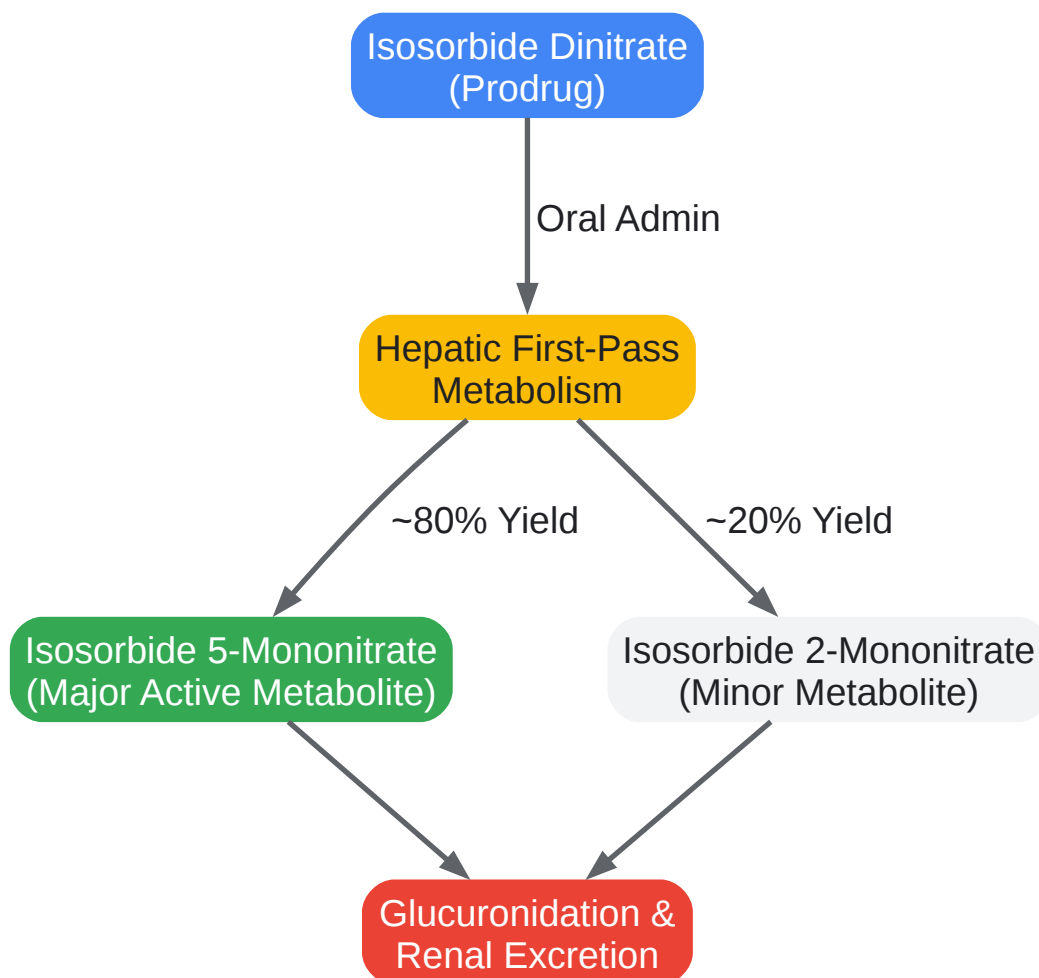 Isosorbide Dinitrate
(Prodrug)
Oral Admin
Hepatic First-Pass
Metabolism
~80% Yield
~20% Yield
Isosorbide 5-Mononitrate
(Major Active Metabolite)
Isosorbide 2-Mononitrate
(Minor Metabolite)
Glucuronidation &
Renal Excretion